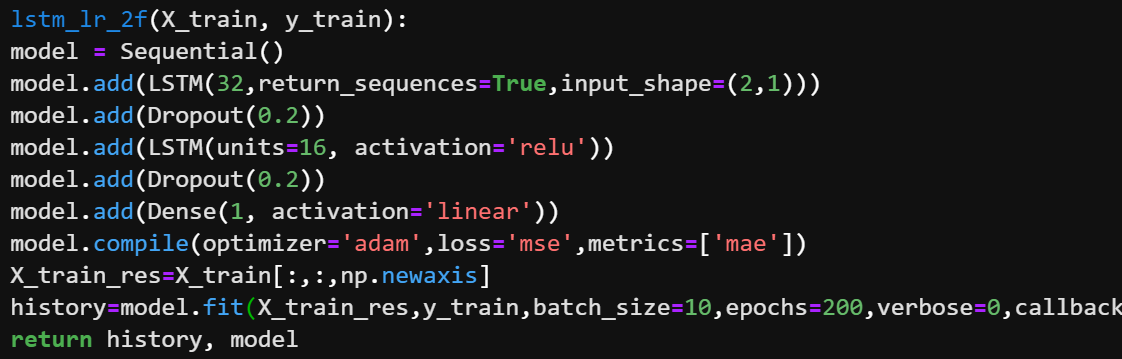 lstm_lr_2f(X_train, y_train):
model = Sequential()
model.add(LSTM(32,return_sequences=True,input_shape=(2,1)))
model.add(Dropout(0.2))
model.add(LSTM(units=16, activation='relu'))
model.add(Dropout(0.2))
model.add(Dense(1, activation='linear'))
model.compile(optimizer='adam',loss='mse',metrics=['mae'])
X_train_res=X_train[:,:,np.newaxis]
history=model.fit(X_train_res,y_train,batch_size=10,epochs=200,verbose=0,callback
return history, model